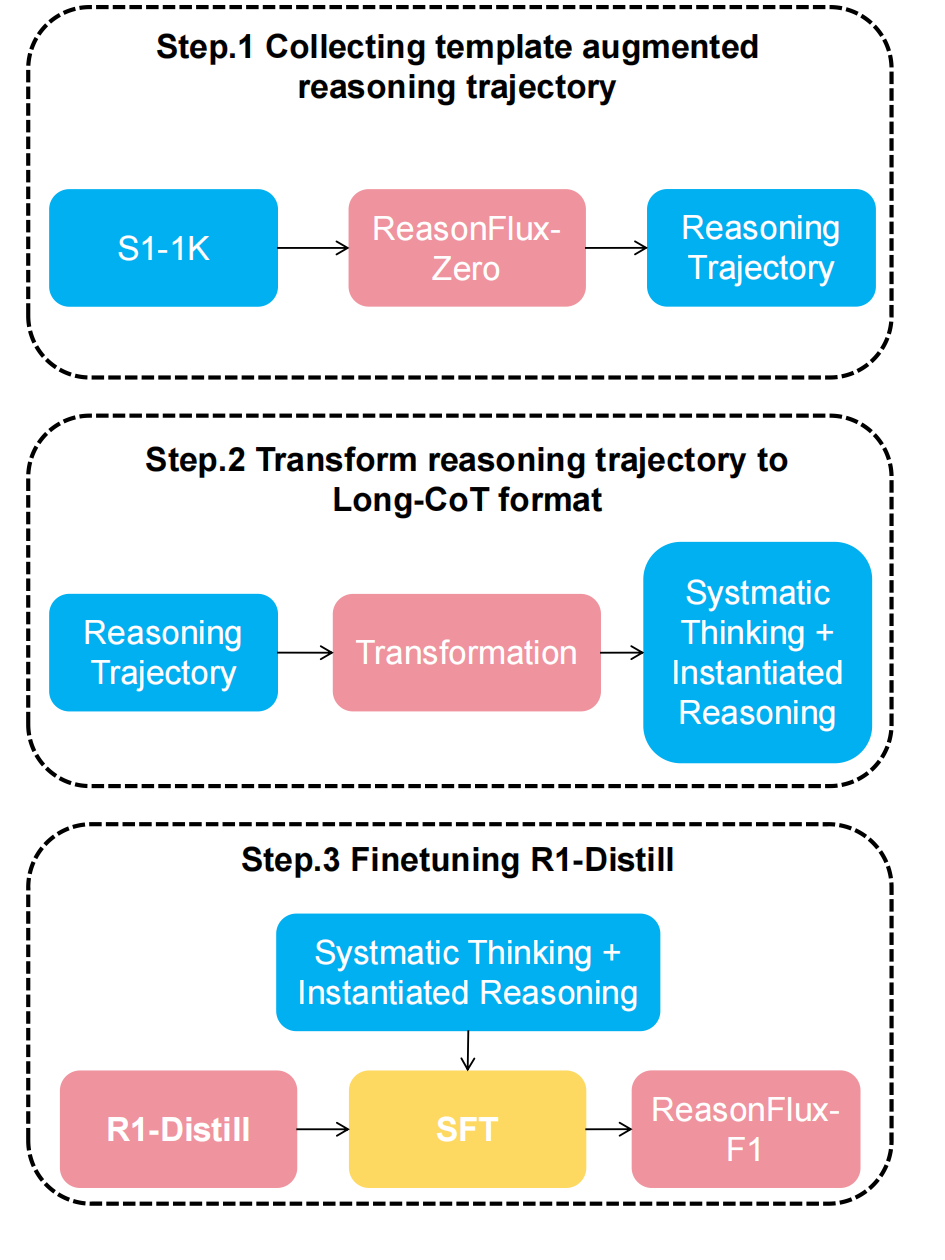 Step.1 Collecting template augmented
reasoning trajectory
S1-1K
ReasonFlux-
Zero
Reasoning
Trajectory
Step.2 Transform reasoning trajectory to
Long-CoT format
Reasoning
Trajectory
Transformation
Systmatic
Thinking +
Instantiated
Reasoning
Step.3 Finetuning R1-Distill
Systmatic Thinking +
Instantiated Reasoning
R1-Distill
SFT
ReasonFlux-
F1